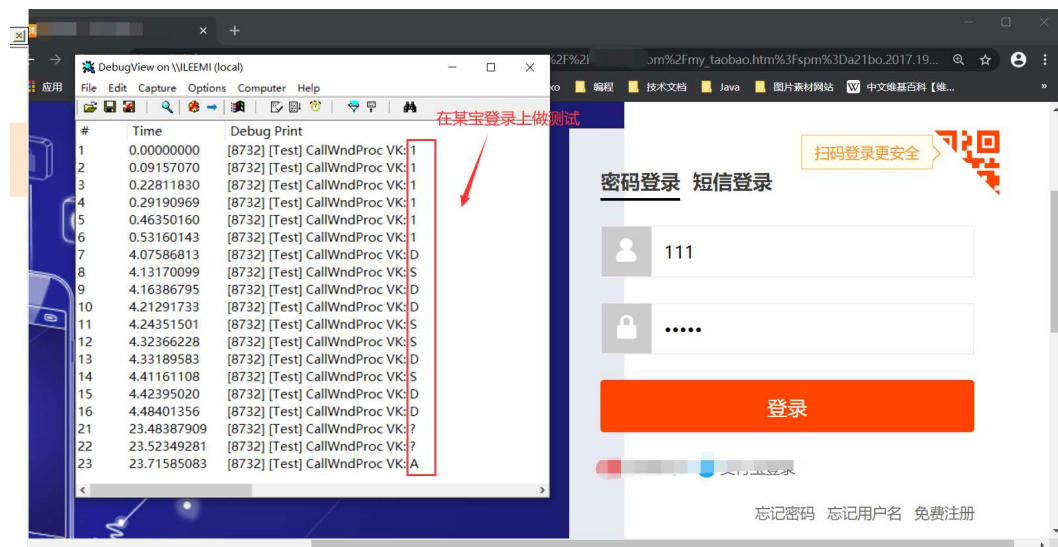 DebugView on \\ILEEMI (local)
File Edit Capture Options Computer Help
# Time Debug Print
1 0.00000000 [8732] [Test] CallWndProc VK: 1
2 0.09157070 [8732] [Test] CallWndProc VK: 1
3 0.22811830 [8732] [Test] CallWndProc VK: 1
4 0.29190969 [8732] [Test] CallWndProc VK: 1
5 0.46350160 [8732] [Test] CallWndProc VK: 1
6 0.53160143 [8732] [Test] CallWndProc VK: 1
7 4.07586813 [8732] [Test] CallWndProc VK: D
8 4.13170099 [8732] [Test] CallWndProc VK: S
9 4.16386795 [8732] [Test] CallWndProc VK: D
10 4.21291733 [8732] [Test] CallWndProc VK: D
11 4.24351501 [8732] [Test] CallWndProc VK: S
12 4.32366228 [8732] [Test] CallWndProc VK: S
13 4.33189583 [8732] [Test] CallWndProc VK: D
14 4.41161108 [8732] [Test] CallWndProc VK: S
15 4.42395020 [8732] [Test] CallWndProc VK: D
16 4.48401356 [8732] [Test] CallWndProc VK: D
21 23.48387909 [8732] [Test] CallWndProc VK: ?
22 23.52349281 [8732] [Test] CallWndProc VK: ?
23 23.71585083 [8732] [Test] CallWndProc VK: A
在某宝登录上做测试
om%2Fmy_taobao.htm%3Fspm%3Da21bo.2017.19...
应用 编程 技术文档 Java 图片素材网站 W 中文维基百科【维... »
扫码登录更安全
密码登录 短信登录
111
•••••
登录
忘记密码 忘记用户名 免费注册